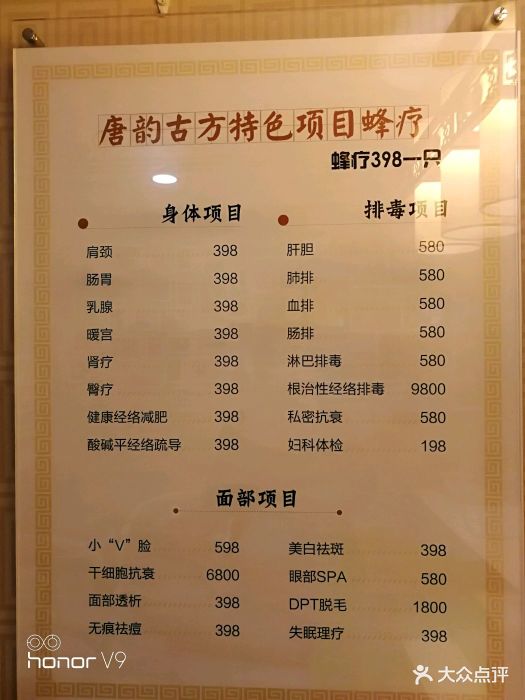 唐韵古方特色项目蜂疗
蜂疗398一只
身体项目
肩颈 398
肠胃 398
乳腺 398
暖宫 398
肾疗 398
臀疗 398
健康经络减肥 398
酸碱平经络疏导 398
排毒项目
肝胆 580
肺排 580
血排 580
肠排 580
淋巴排毒 580
根治性经络排毒 9800
私密抗衰 580
妇科体检 198
面部项目
小“V”脸 598
干细胞抗衰 6800
面部透析 398
无痕祛痘 398
美白祛斑 398
眼部SPA 580
DPT脱毛 1800
失眠理疗 398
honor V9
大众点评